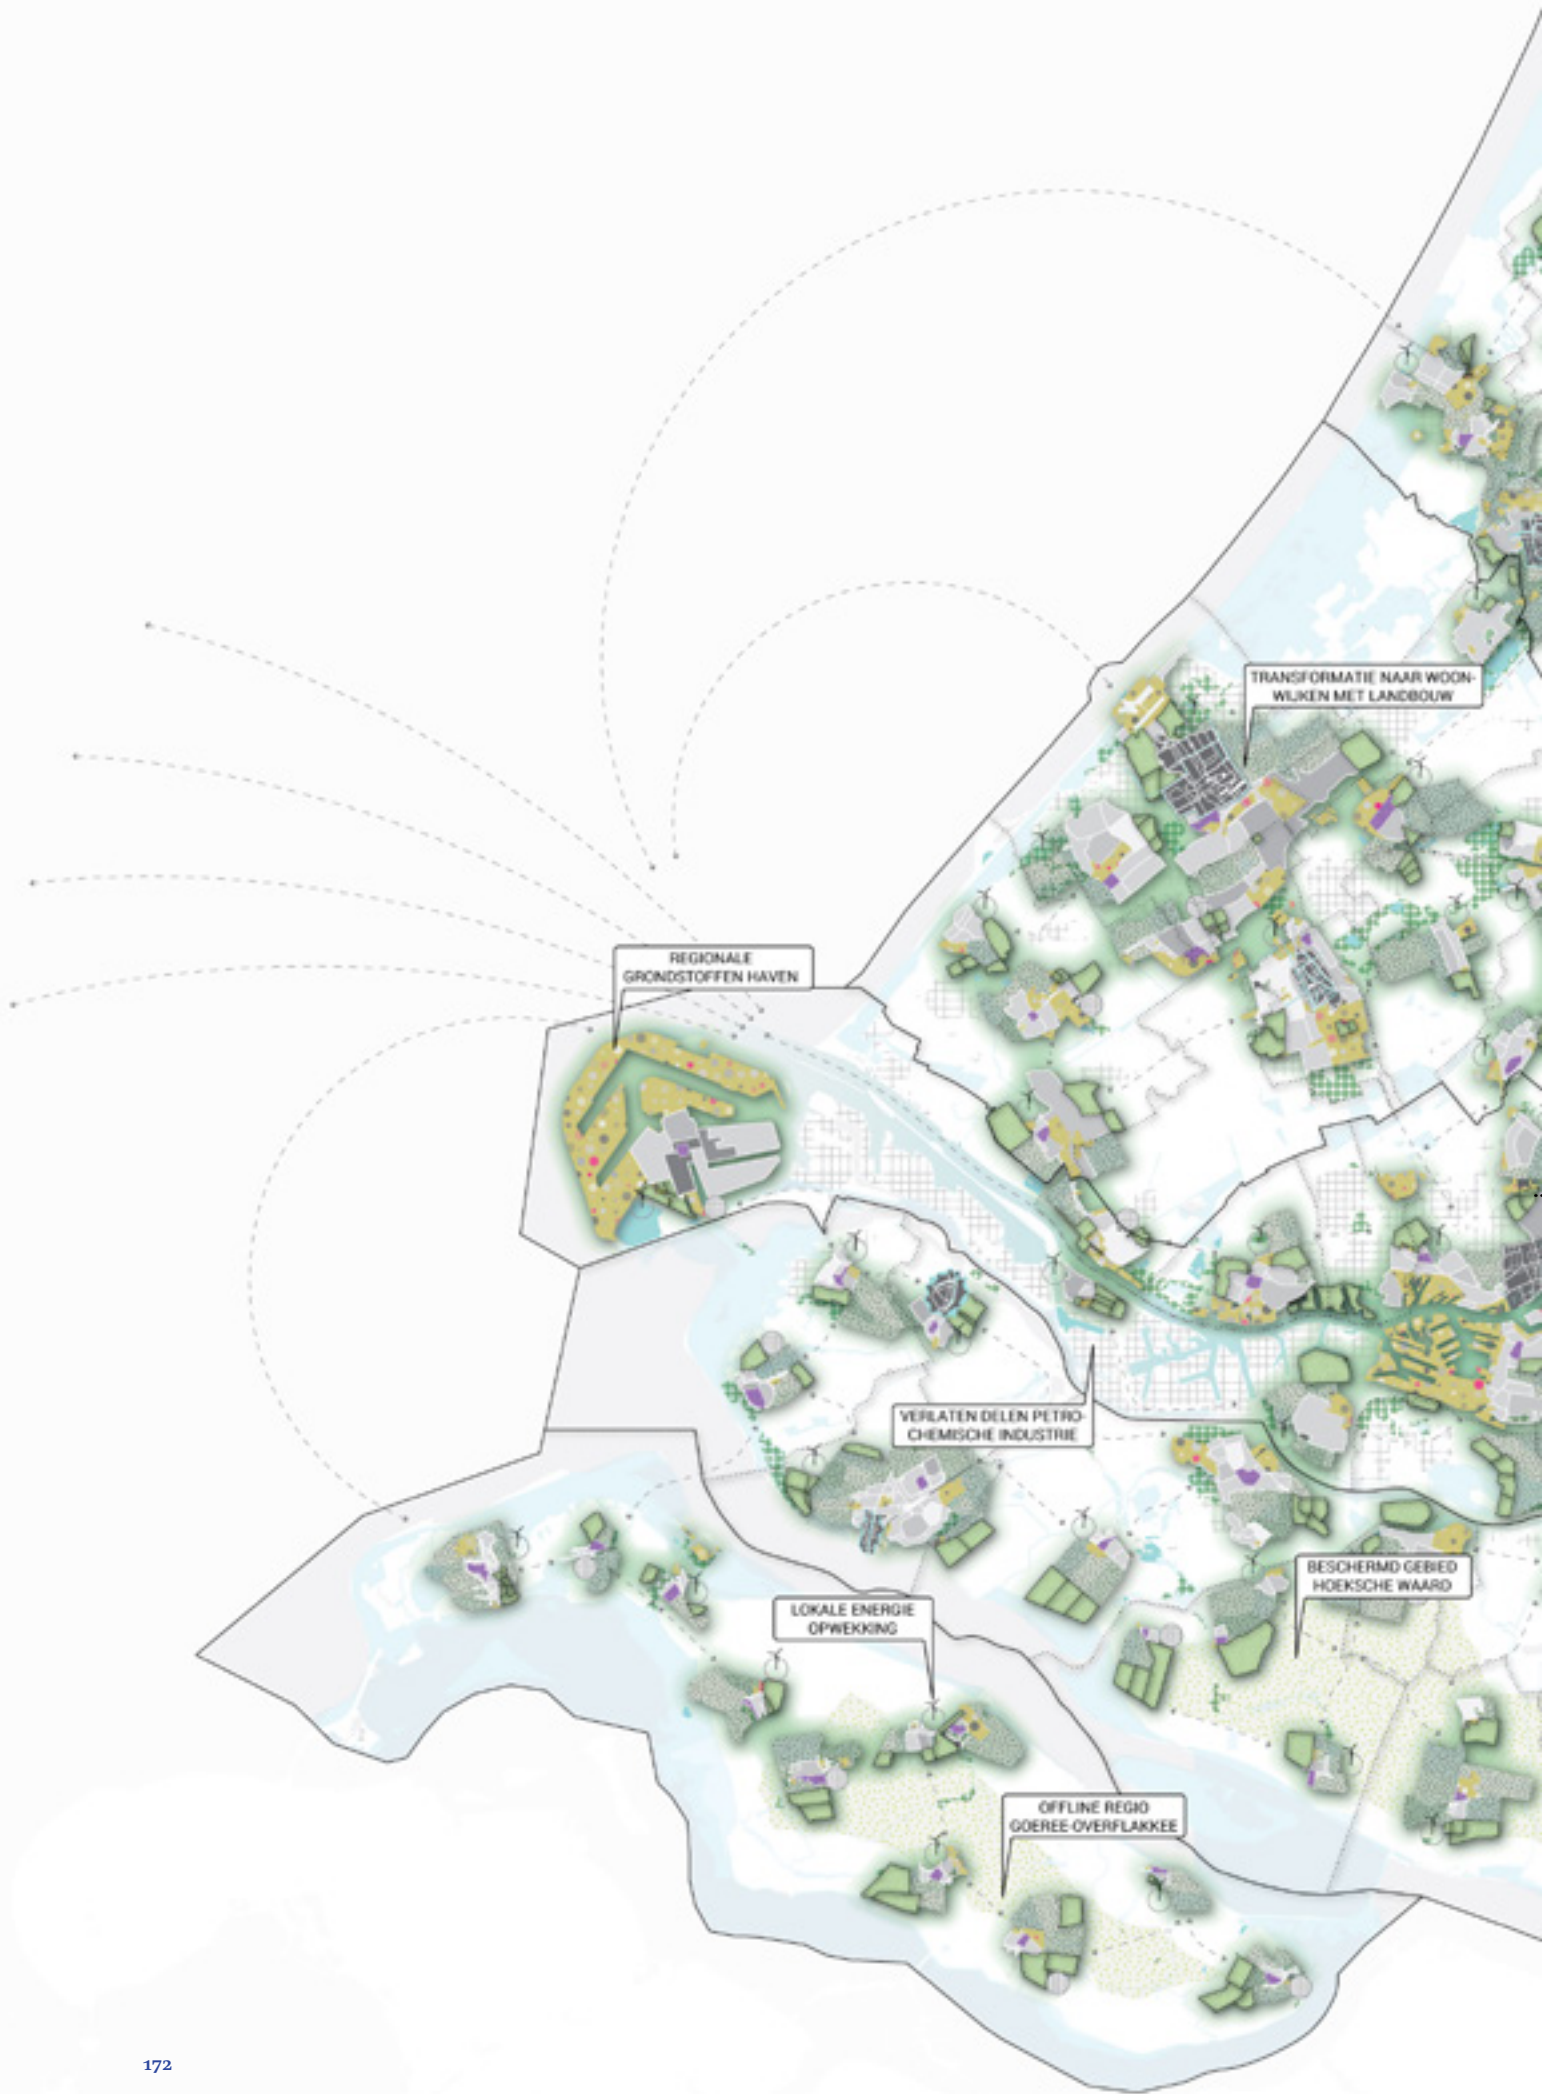 TRANSFORMATIE NAAR WOON-
WIJKEN MET LANDBOUW
REGIONALE
GRONDSTOFFEN HAVEN
VERLATEN DELEN PETRO-
CHEMISCHE INDUSTRIE
BESCHERMD GEBIED
HOEKSCHE WAARD
LOKALE ENERGIE
OPWEKKING
OFFLINE REGIO
GOEREE-OVERFLAKKEE
172